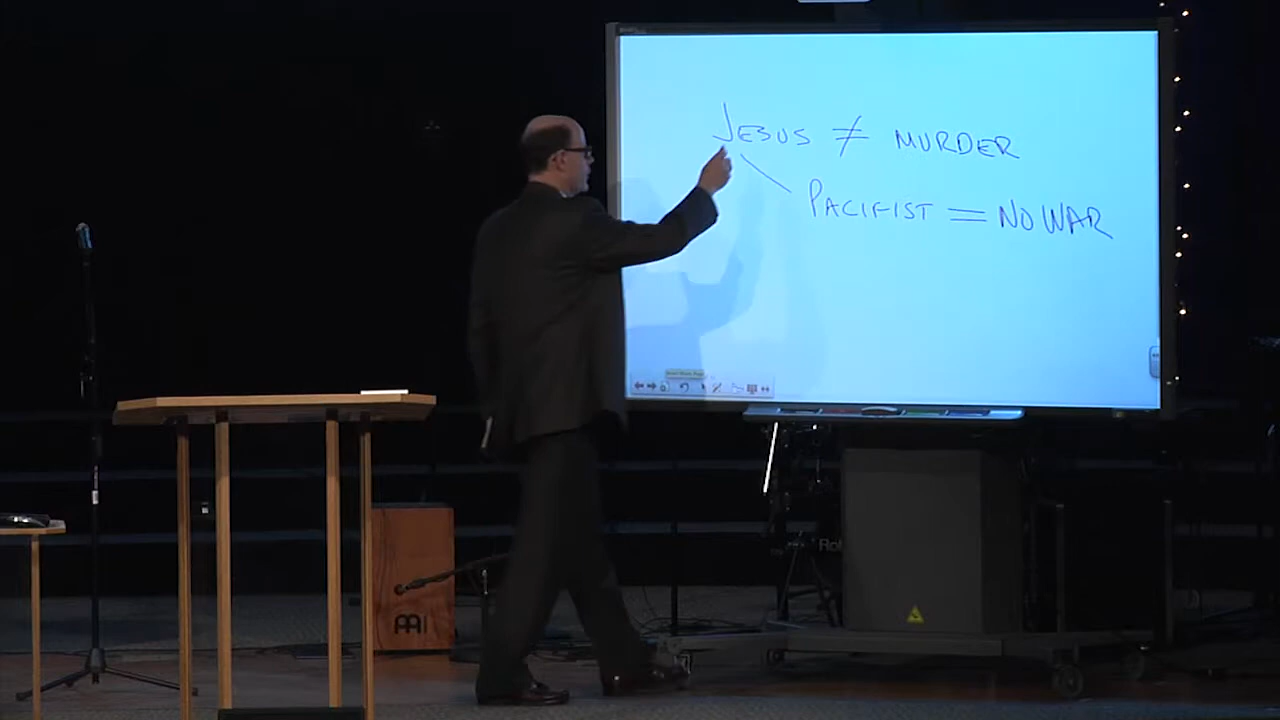 JESUS ≠ MURDER
PACIFIST = NO WAR